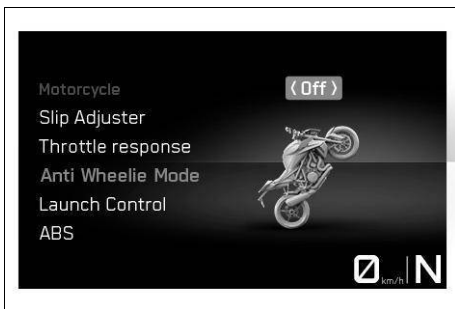 Motorcycle
⟨ Off ⟩
Slip Adjuster
Throttle response
Anti Wheelie Mode
Launch Control
ABS
0 km/h N